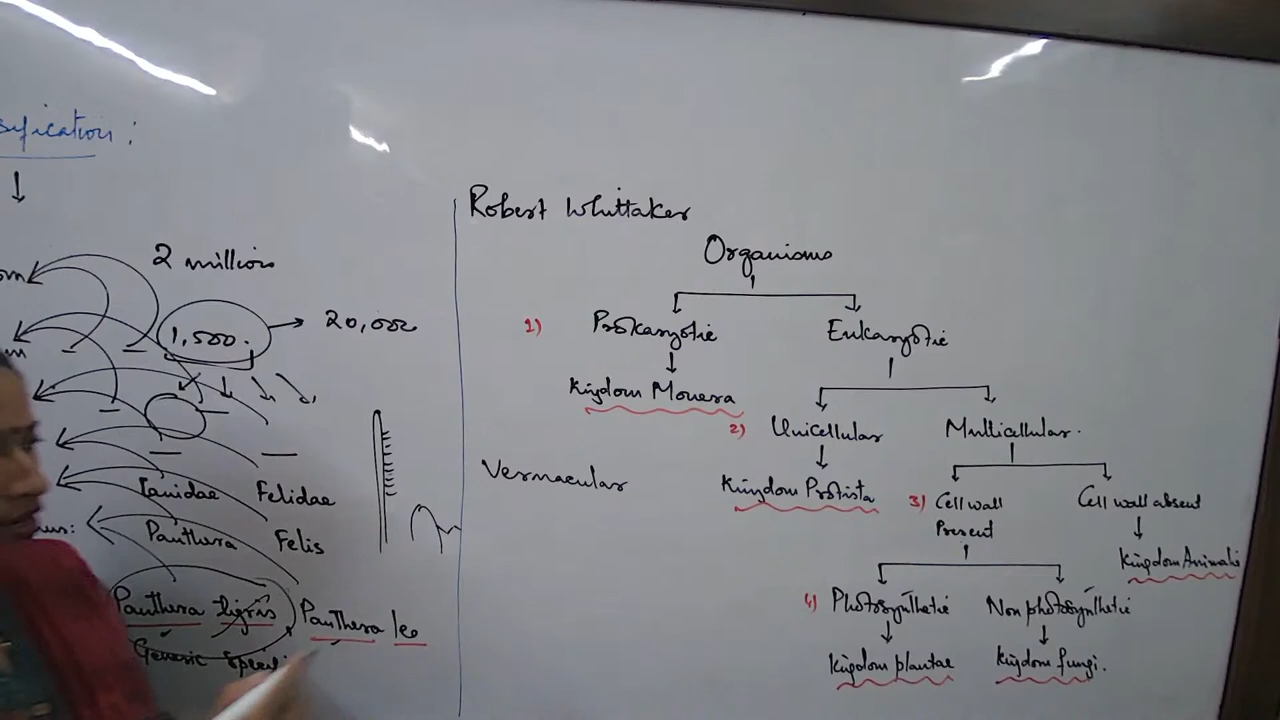 sification:
2 million
1,500. → 20,000
Canidae Felidae
Panthera Felis
Panthera tigris Panthera leo
Generic
Robert Whittaker
Organisms
1) Prokaryotic Eukaryotic
Kingdom Monera
2) Unicellular Multicellular.
Vernacular
Kingdom Protista
3) Cell wall Present
Cell wall absent
Kingdom Animali
4) Photosynthetic Non photosynthetic
Kingdom plantae Kingdom fungi.